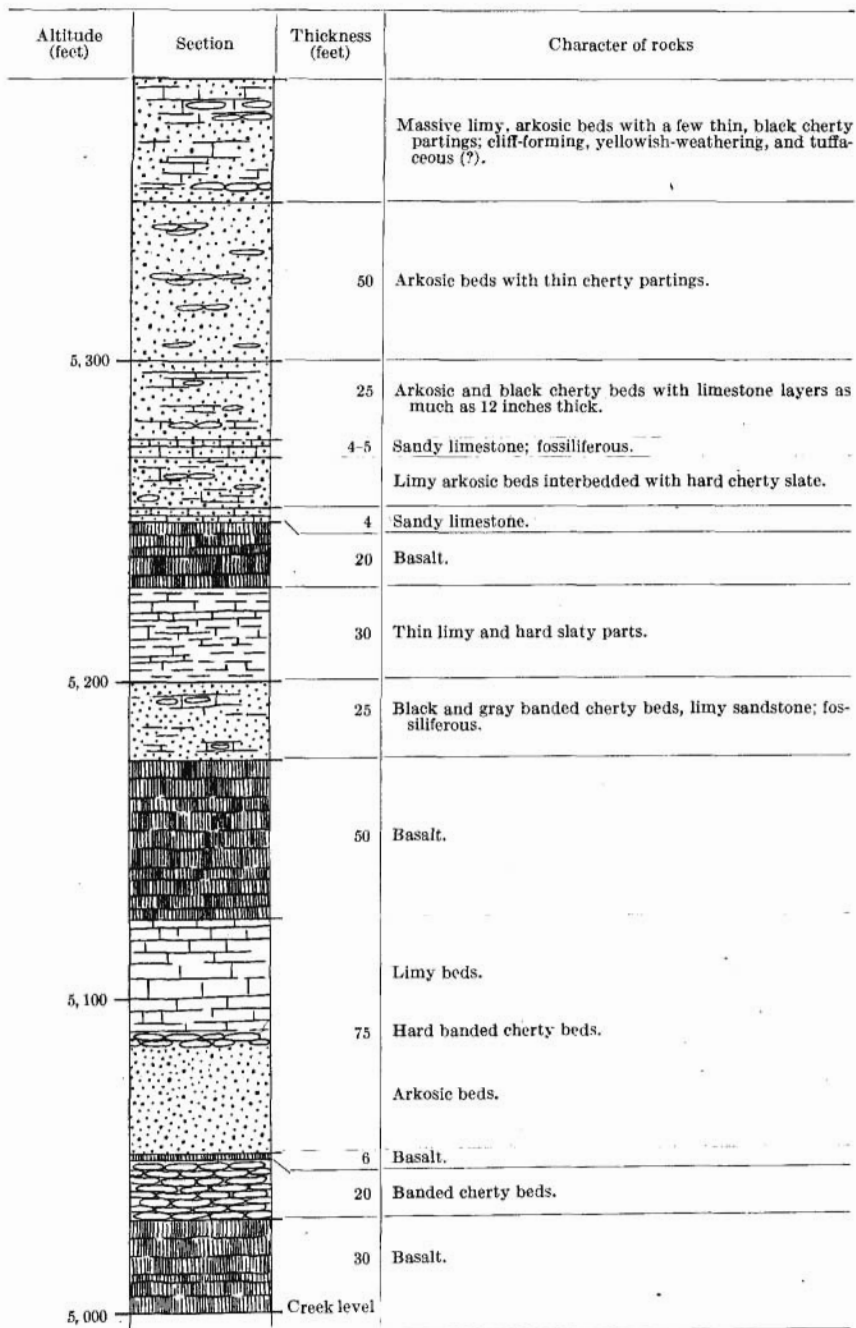 Altitude (feet) Section Thickness (feet) Character of rocks
Massive limy, arkosic beds with a few thin, black cherty
partings; cliff-forming, yellowish-weathering, and tuffa-
ceous (?).
50 Arkosic beds with thin cherty partings.
5,300
25 Arkosic and black cherty beds with limestone layers as
much as 12 inches thick.
4-5 Sandy limestone; fossiliferous.
Limy arkosic beds interbedded with hard cherty slate.
4 Sandy limestone.
20 Basalt.
30 Thin limy and hard slaty parts.
5,200
25 Black and gray banded cherty beds, limy sandstone; fos-
siliferous.
50 Basalt.
Limy beds.
5,100
75 Hard banded cherty beds.
Arkosic beds.
6 Basalt.
20 Banded cherty beds.
30 Basalt.
5,000 Creek level